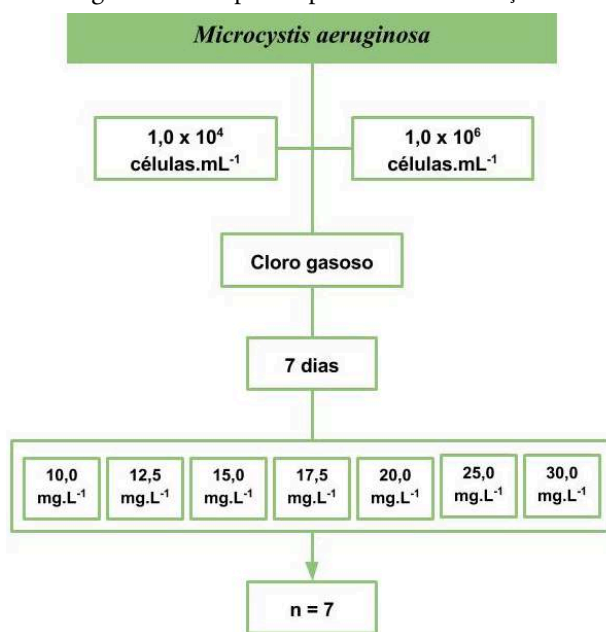 Microcystis aeruginosa
1,0 x 10⁴
células.mL⁻¹
1,0 x 10⁶
células.mL⁻¹
Cloro gasoso
7 dias
10,0
mg.L⁻¹
12,5
mg.L⁻¹
15,0
mg.L⁻¹
17,5
mg.L⁻¹
20,0
mg.L⁻¹
25,0
mg.L⁻¹
30,0
mg.L⁻¹
n = 7